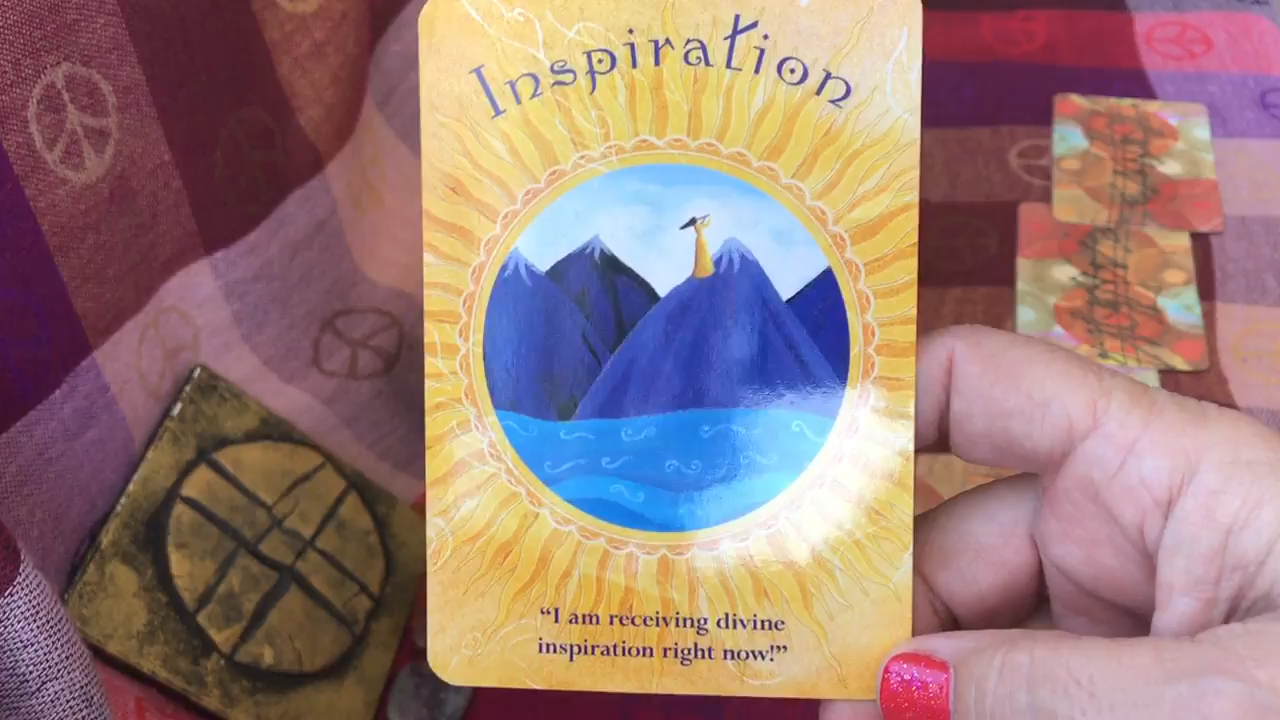 Inspiration
“I am receiving divine
inspiration right now!”